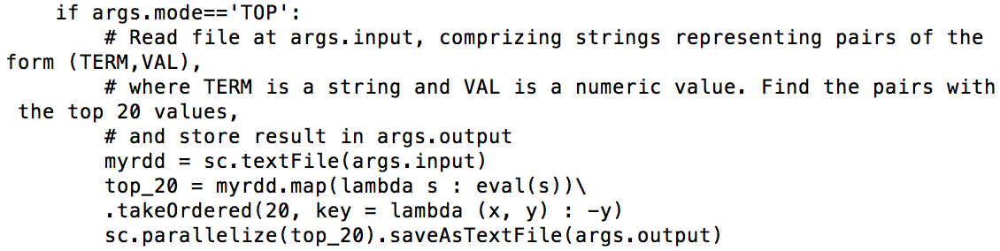 if args.mode=='TOP':
        # Read file at args.input, comprizing strings representing pairs of the
form (TERM,VAL),
        # where TERM is a string and VAL is a numeric value. Find the pairs with
 the top 20 values,
        # and store result in args.output
        myrdd = sc.textFile(args.input)
        top_20 = myrdd.map(lambda s : eval(s))\
        .takeOrdered(20, key = lambda (x, y) : -y)
        sc.parallelize(top_20).saveAsTextFile(args.output)